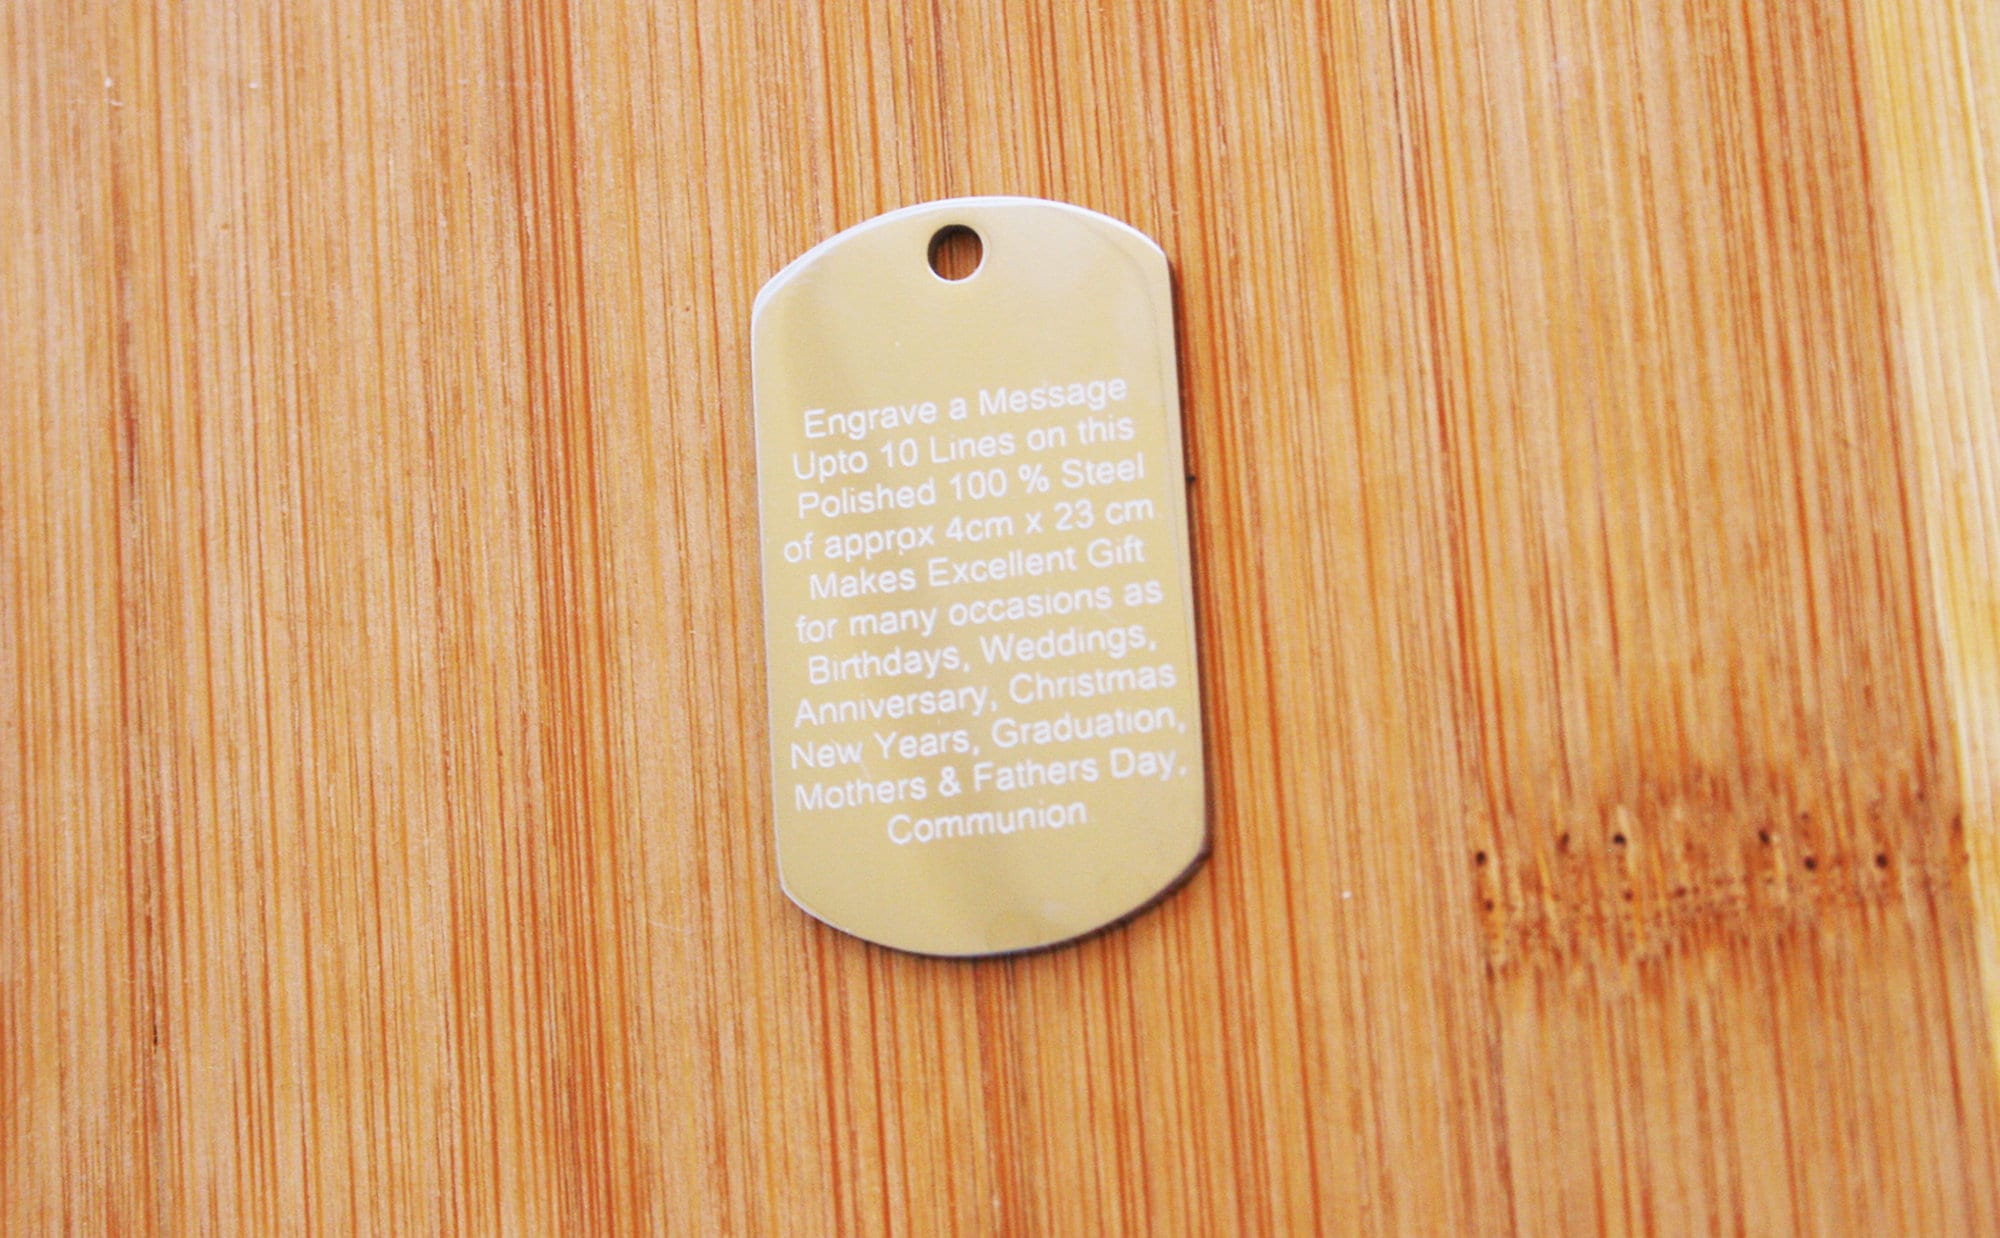 Engrave a Message
Upto 10 Lines on this
Polished 100 % Steel
of approx 4cm x 23 cm
Makes Excellent Gift
for many occasions as
Birthdays, Weddings,
Anniversary, Christmas
New Years, Graduation,
Mothers & Fathers Day,
Communion